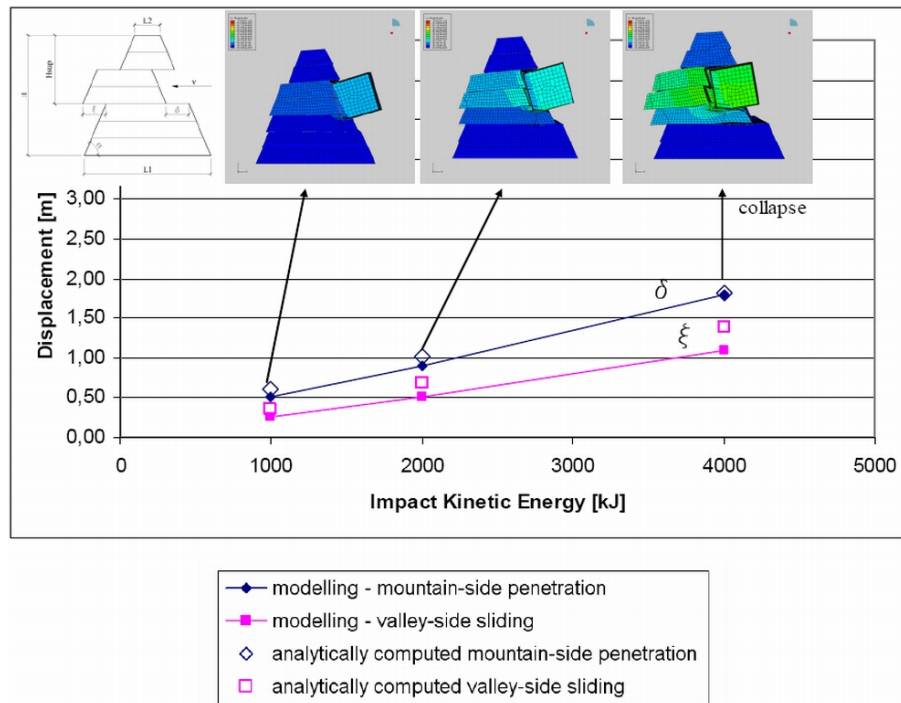 L2
Hsup
H
v
ξ
δ
L1
collapse
3,00
2,50
2,00
1,50
1,00
0,50
0,00
Displacement [m]
δ
ξ
0
1000
2000
3000
4000
5000
Impact Kinetic Energy [kJ]
modelling - mountain-side penetration
modelling - valley-side sliding
analytically computed mountain-side penetration
analytically computed valley-side sliding